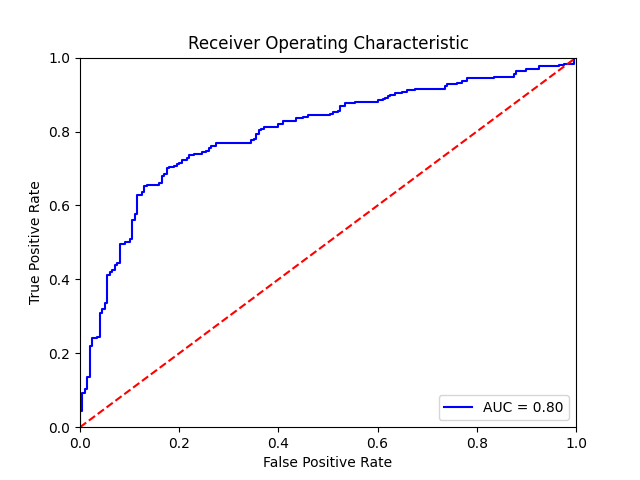 Receiver Operating Characteristic
1.0
0.8
0.6
0.4
0.2
0.0
True Positive Rate
AUC = 0.80
0.0 0.2 0.4 0.6 0.8 1.0
False Positive Rate